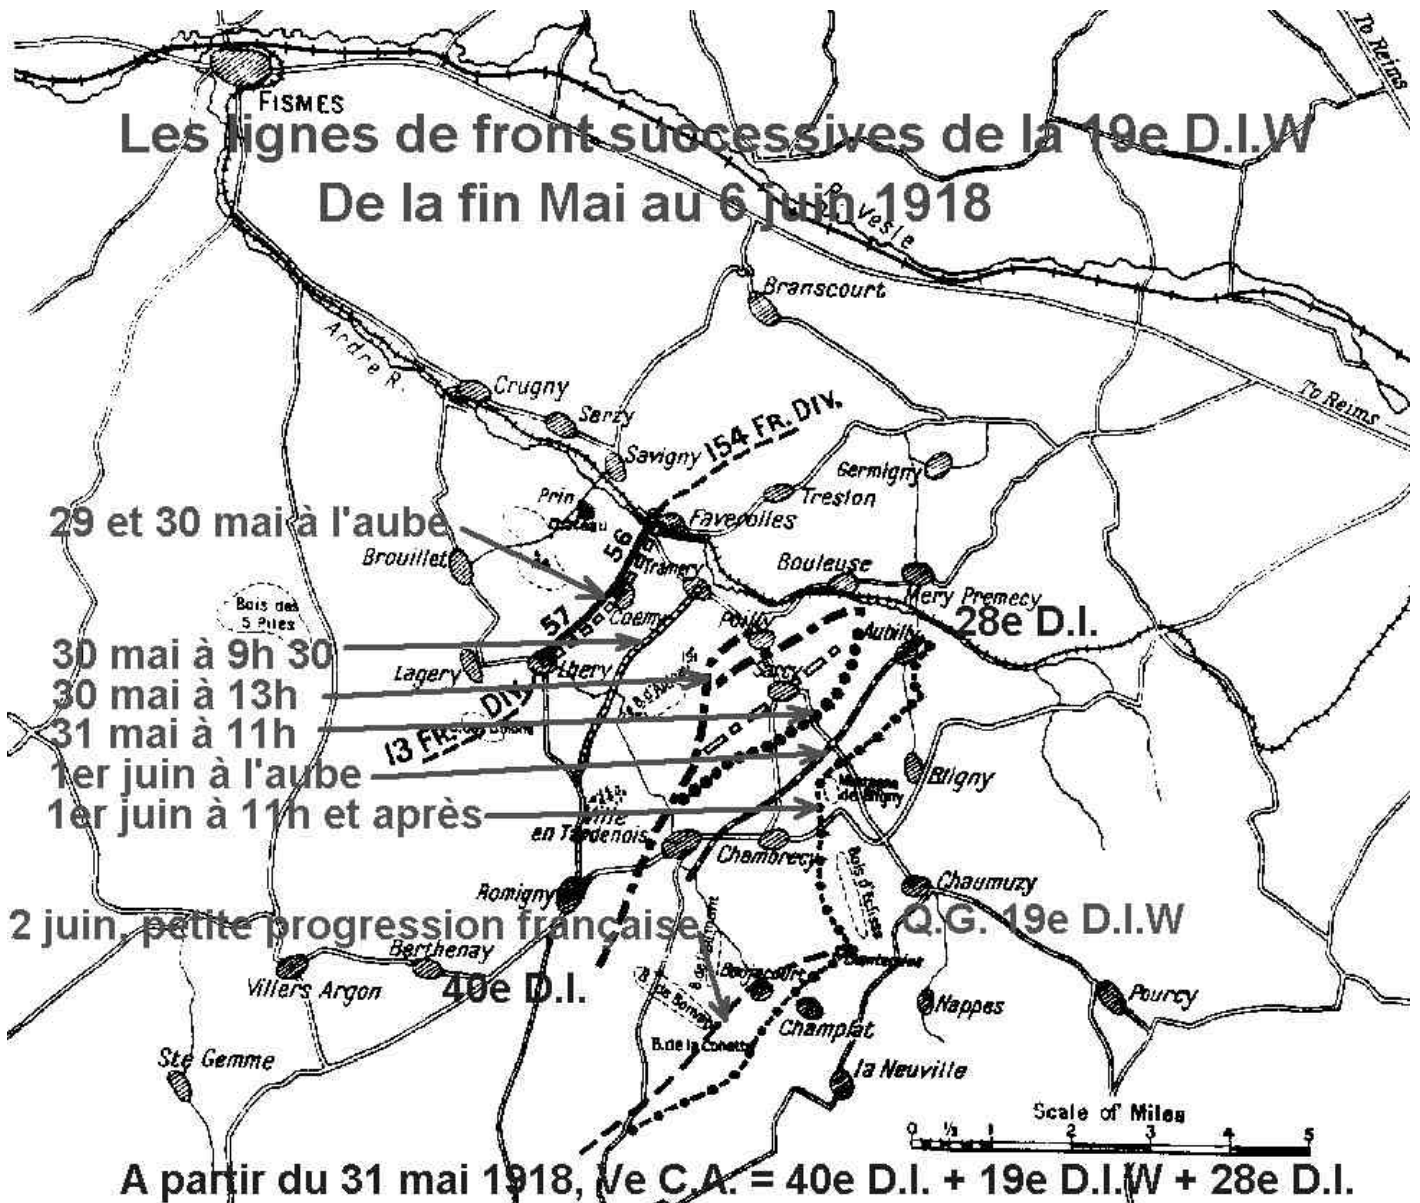 To Reims
FISMES
Les lignes de front successives de la 19e D.I.W
De la fin Mai au 6 juin 1918
R. Vesle
Branscourt
Ardre R.
Crugny
To Reims
Sarzy
154 FR. DIV.
Savigny
Germigny
Treslon
Prin
29 et 30 mai à l'aube
Faverolles
56
Brouillet
Tramery
Bouleuse
Bois des
5 Piles
Coemy
Mery Premecy
57
Poilly
Aubilly
28e D.I.
30 mai à 9h 30
Lagery
Lhery
30 mai à 13h
Sarcy
13 FR. DIV.
31 mai à 11h
1er juin à l'aube
Bligny
Montagne
de Bligny
1er juin à 11h et après
Ville
en Tardenois
Chambrecy
Bois d'Eclisse
Chaumuzy
Romigny
2 juin, petite progression française
Q.G. 19e D.I.W
Berthenay
Villers Argon
40e D.I.
Nappes
Pourcy
Champlat
B. de la Cohette
Ste Gemme
la Neuville
Scale of Miles
0 ½ 1 2 3 4 5
A partir du 31 mai 1918, Ve C.A. = 40e D.I. + 19e D.I.W + 28e D.I.